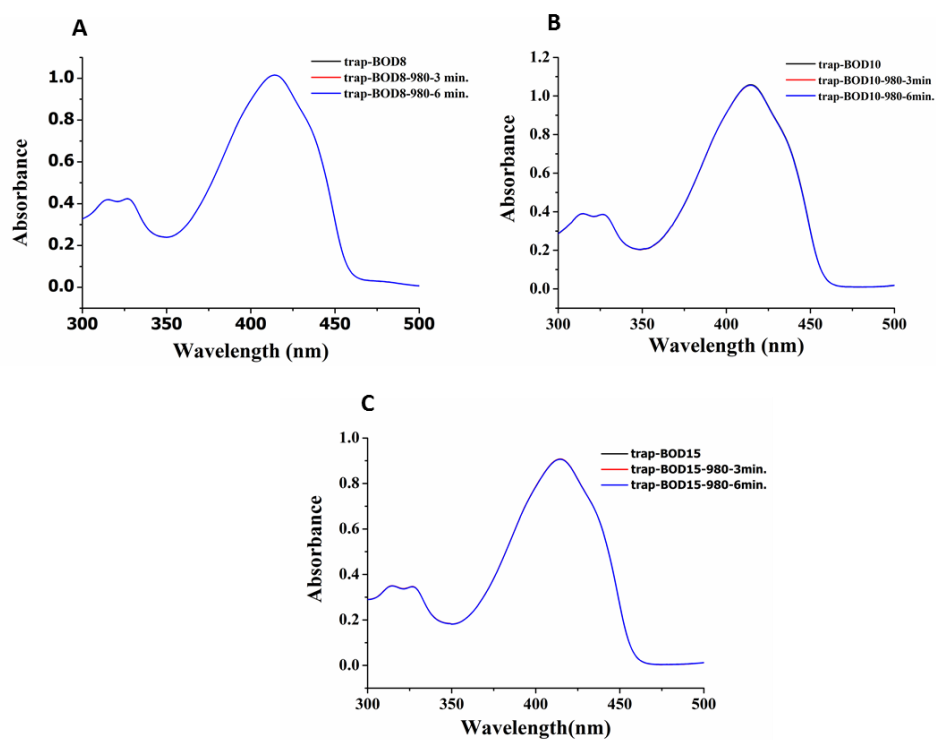 A
trap-BOD8
trap-BOD8-980-3 min.
trap-BOD8-980-6 min.
1.0
0.8
0.6
0.4
0.2
0.0
Absorbance
300 350 400 450 500
Wavelength (nm)
B
trap-BOD10
trap-BOD10-980-3min
trap-BOD10-980-6min.
1.2
1.0
0.8
0.6
0.4
0.2
0.0
Absorbance
300 350 400 450 500
Wavelength (nm)
C
trap-BOD15
trap-BOD15-980-3min.
trap-BOD15-980-6min.
1.0
0.8
0.6
0.4
0.2
0.0
Absorbance
300 350 400 450 500
Wavelength(nm)